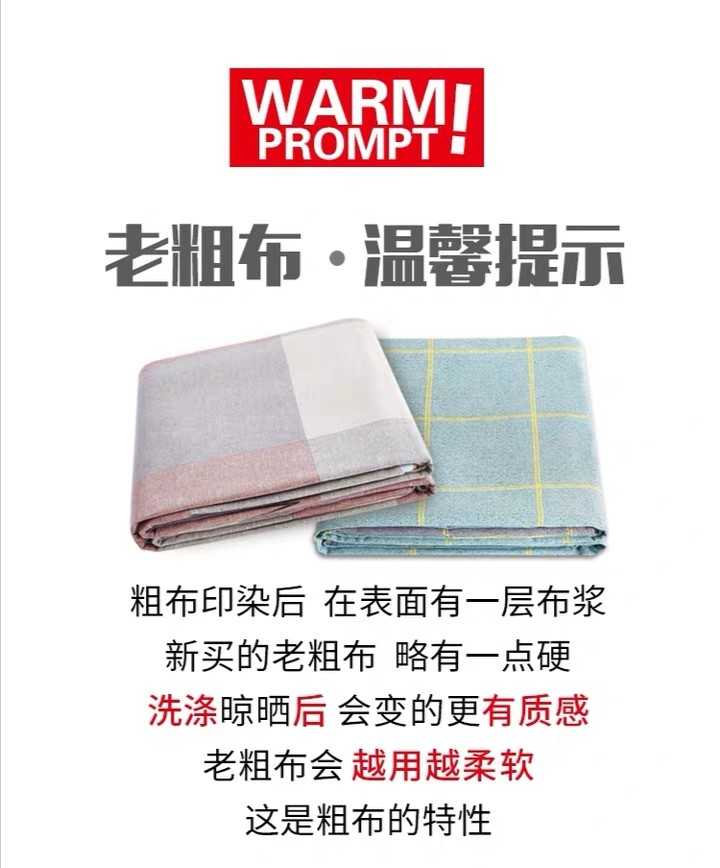 WARM
PROMPT!
老粗布·温馨提示
粗布印染后 在表面有一层布浆
新买的老粗布 略有一点硬
洗涤晾晒后 会变的更有质感
老粗布会 越用越柔软
这是粗布的特性